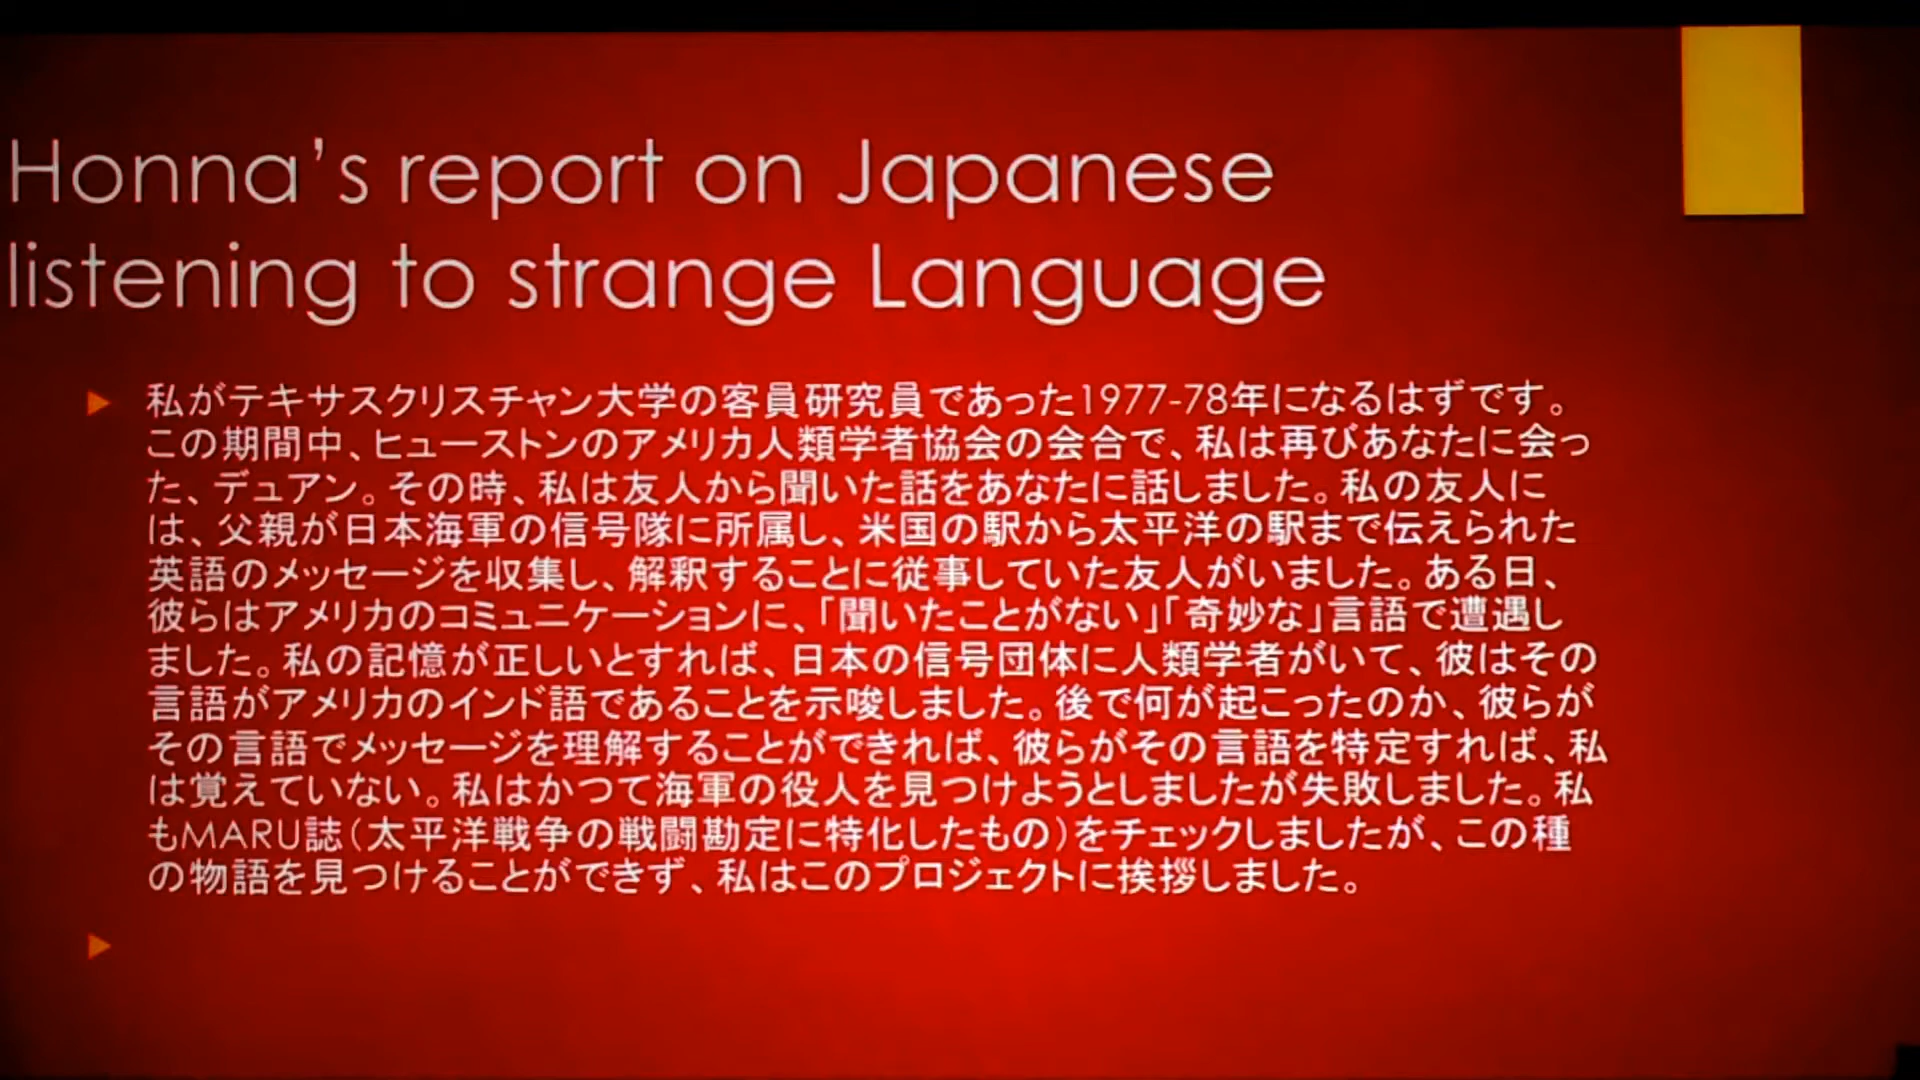 Honna's report on Japanese
listening to strange Language
私がテキサスクリスチャン大学の客員研究員であった1977-78年になるはずです。
この期間中、ヒューストンのアメリカ人類学者協会の会合で、私は再びあなたに会っ
た、デュアン。その時、私は友人から聞いた話をあなたに話しました。私の友人に
は、父親が日本海軍の信号隊に所属し、米国の駅から太平洋の駅まで伝えられた
英語のメッセージを収集し、解釈することに従事していた友人がいました。ある日、
彼らはアメリカのコミュニケーションに、「聞いたことがない」「奇妙な」言語で遭遇し
ました。私の記憶が正しいとすれば、日本の信号団体に人類学者がいて、彼はその
言語がアメリカのインド語であることを示唆しました。後で何が起こったのか、彼らが
その言語でメッセージを理解することができれば、彼らがその言語を特定すれば、私
は覚えていない。私はかつて海軍の役人を見つけようとしましたが失敗しました。私
もMARU誌(太平洋戦争の戦闘勘定に特化したもの)をチェックしましたが、この種
の物語を見つけることができず、私はこのプロジェクトに挨拶しました。